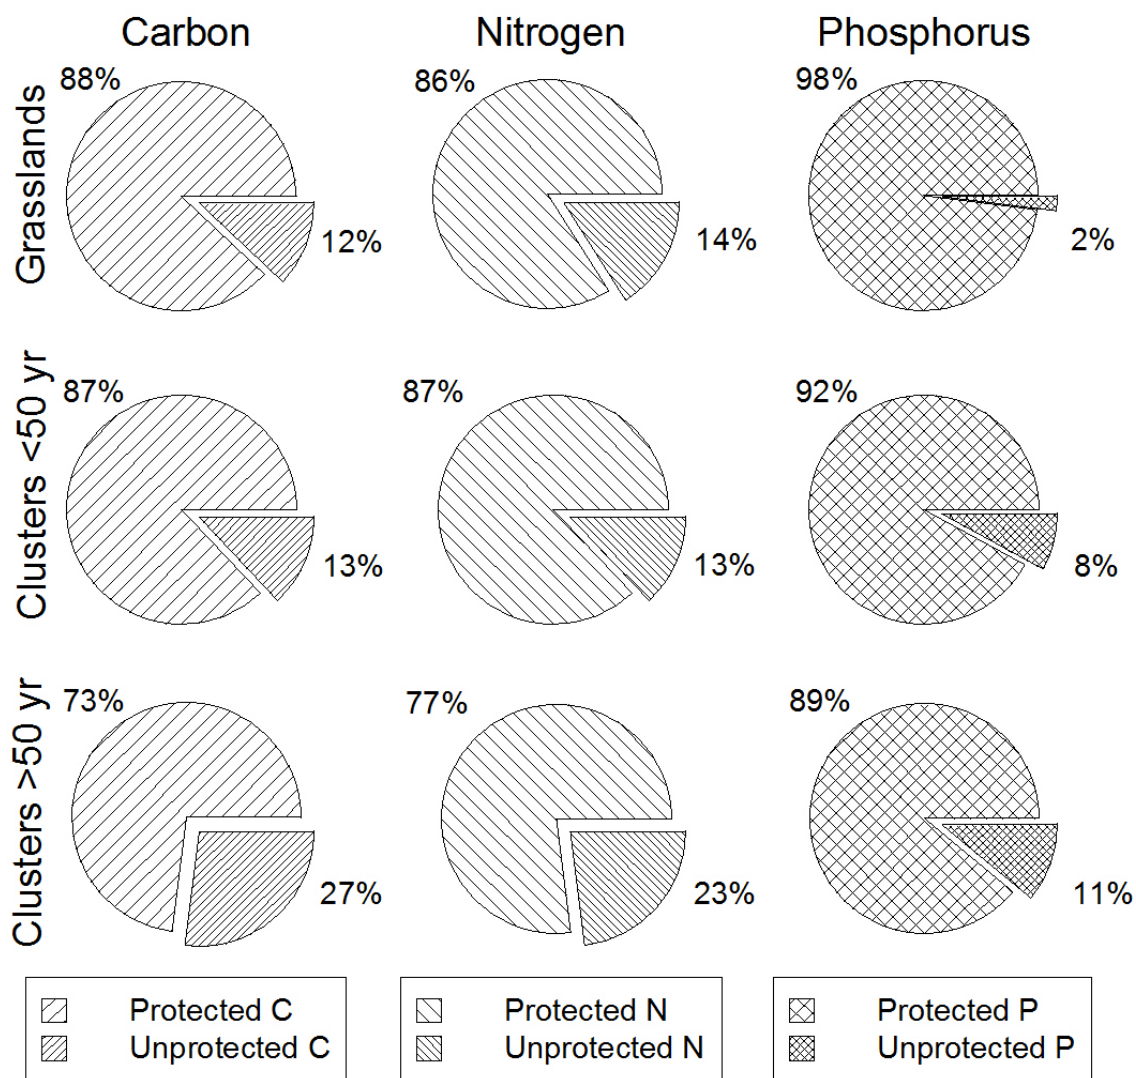 Carbon Nitrogen Phosphorus
Grasslands
88% 86% 98%
12% 14% 2%
Clusters <50 yr
87% 87% 92%
13% 13% 8%
Clusters >50 yr
73% 77% 89%
27% 23% 11%
Protected C
Unprotected C
Protected N
Unprotected N
Protected P
Unprotected P